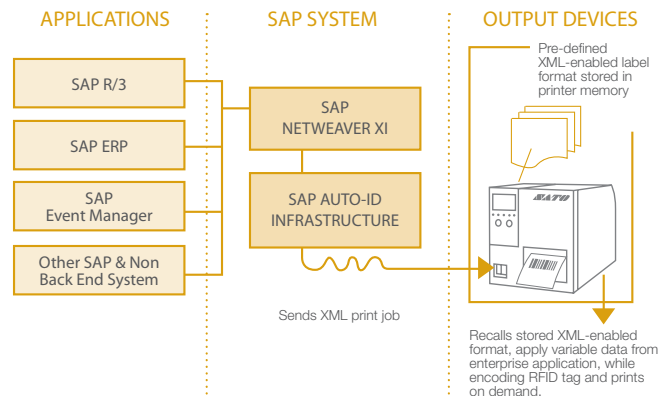 APPLICATIONS
SAP R/3
SAP ERP
SAP
Event Manager
Other SAP & Non
Back End System
SAP SYSTEM
SAP
NETWEAVER XI
SAP AUTO-ID
INFRASTRUCTURE
Sends XML print job
OUTPUT DEVICES
Pre-defined
XML-enabled label
format stored in
printer memory
SATO
Recalls stored XML-enabled
format, apply variable data from
enterprise application, while
encoding RFID tag and prints
on demand.